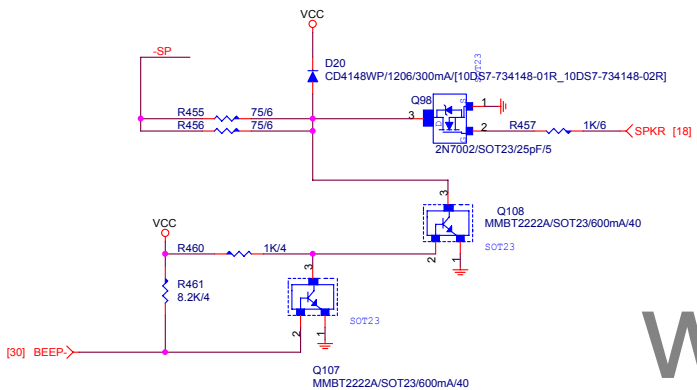 VCC
-SP
D20
CD4148WP/1206/300mA/[10DS7-734148-01R_10DS7-734148-02R]
SOT23
Q98
S
1
R455 75/6
3
D
2
R457
1K/6
SPKR [18]
R456 75/6
G
2N7002/SOT23/25pF/5
3
Q108
MMBT2222A/SOT23/600mA/40
VCC
SOT23
R460 1K/4
2
1
3
R461
8.2K/4
SOT23
2
1
[30] BEEP-
Q107
MMBT2222A/SOT23/600mA/40
W